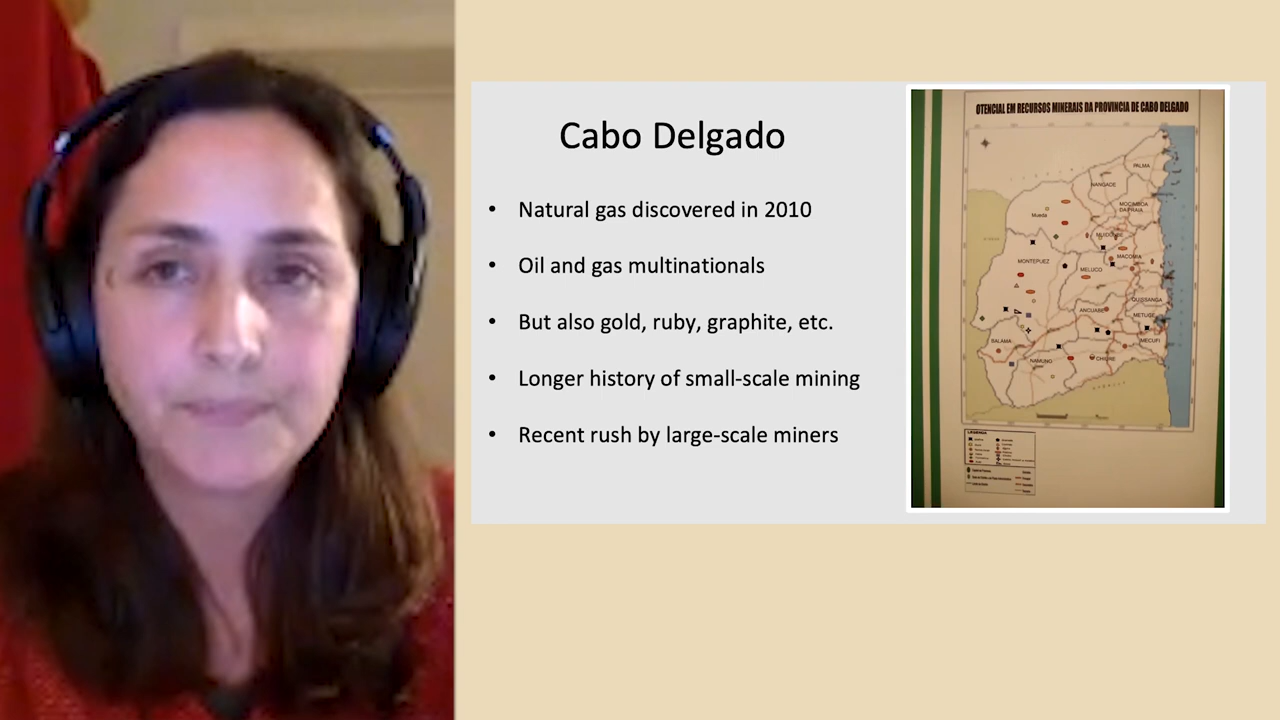 Cabo Delgado
• Natural gas discovered in 2010
• Oil and gas multinationals
• But also gold, ruby, graphite, etc.
• Longer history of small-scale mining
• Recent rush by large-scale miners
OTENCIAL EM RECURSOS MINERAIS DA PROVINCIA DE CABO DELGADO
PALMA
NANGADE
MOCIMBOA
DA PRAIA
Mueda
MACOMIA
MONTEPUEZ
MELUCO
QUISSANGA
ANCUABE
METUGE
BALAMA
MECUFI
NAMUNO
CHIURE
LEGENDA